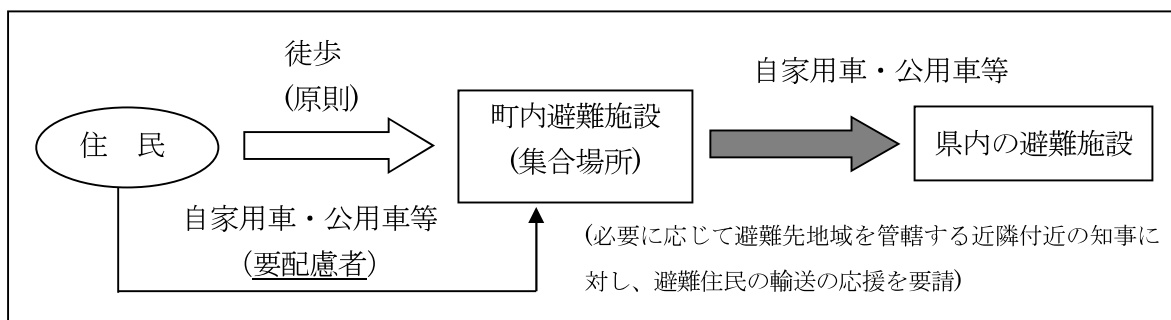 徒歩
(原則)
住　民
自家用車・公用車等
(要配慮者)
町内避難施設
(集合場所)
自家用車・公用車等
県内の避難施設
(必要に応じて避難先地域を管轄する近隣付近の知事に
対し、避難住民の輸送の応援を要請)